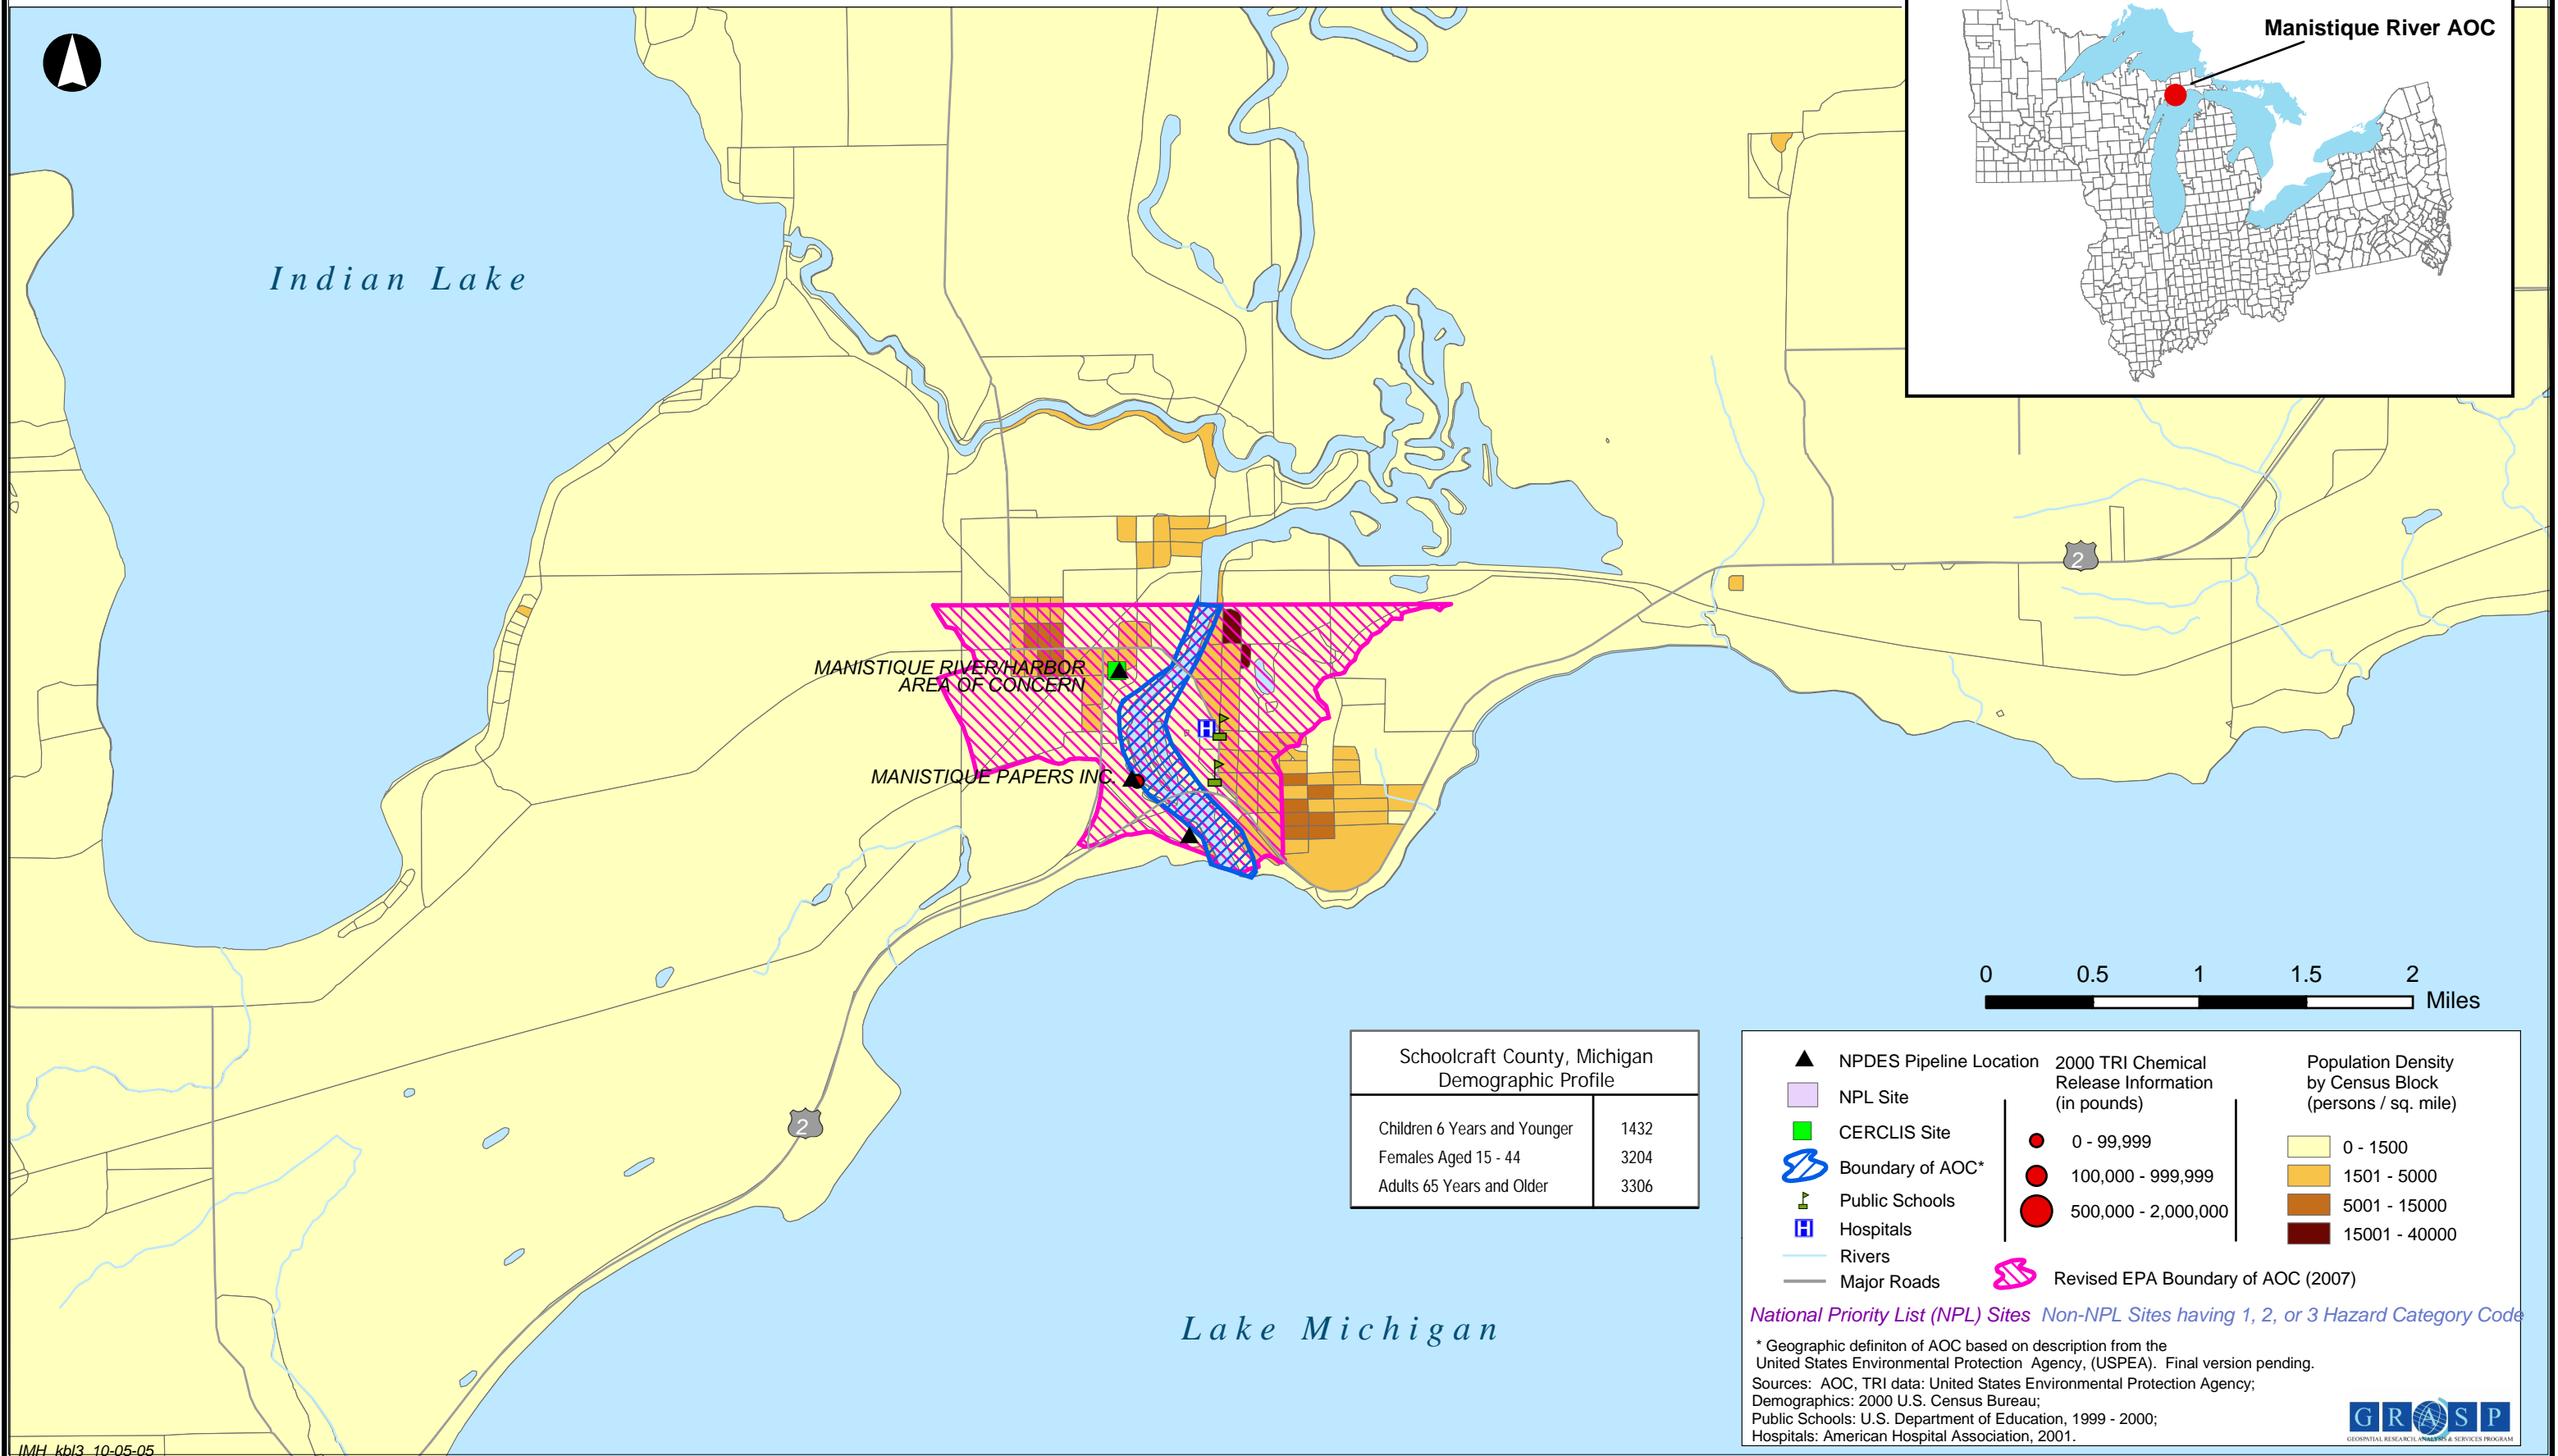 Manistique River AOC
Indian Lake
2
MANISTIQUE RIVER/HARBOR
AREA OF CONCERN
H
MANISTIQUE PAPERS INC.
0 0.5 1 1.5 2
Miles
2
Lake Michigan
Schoolcraft County, Michigan
Demographic Profile
Children 6 Years and Younger 1432
Females Aged 15 - 44 3204
Adults 65 Years and Older 3306
NPDES Pipeline Location
NPL Site
CERCLIS Site
Boundary of AOC*
Public Schools
H Hospitals
Rivers
Major Roads
2000 TRI Chemical
Release Information
(in pounds)
0 - 99,999
100,000 - 999,999
500,000 - 2,000,000
Population Density
by Census Block
(persons / sq. mile)
0 - 1500
1501 - 5000
5001 - 15000
15001 - 40000
Revised EPA Boundary of AOC (2007)
National Priority List (NPL) Sites Non-NPL Sites having 1, 2, or 3 Hazard Category Code
* Geographic definiton of AOC based on description from the
United States Environmental Protection Agency, (USPEA). Final version pending.
Sources: AOC, TRI data: United States Environmental Protection Agency;
Demographics: 2000 U.S. Census Bureau;
Public Schools: U.S. Department of Education, 1999 - 2000;
Hospitals: American Hospital Association, 2001.
GRASP
GEOSPATIAL RESEARCH, ANALYSIS & SERVICES PROGRAM
IMH_kbl3_10-05-05